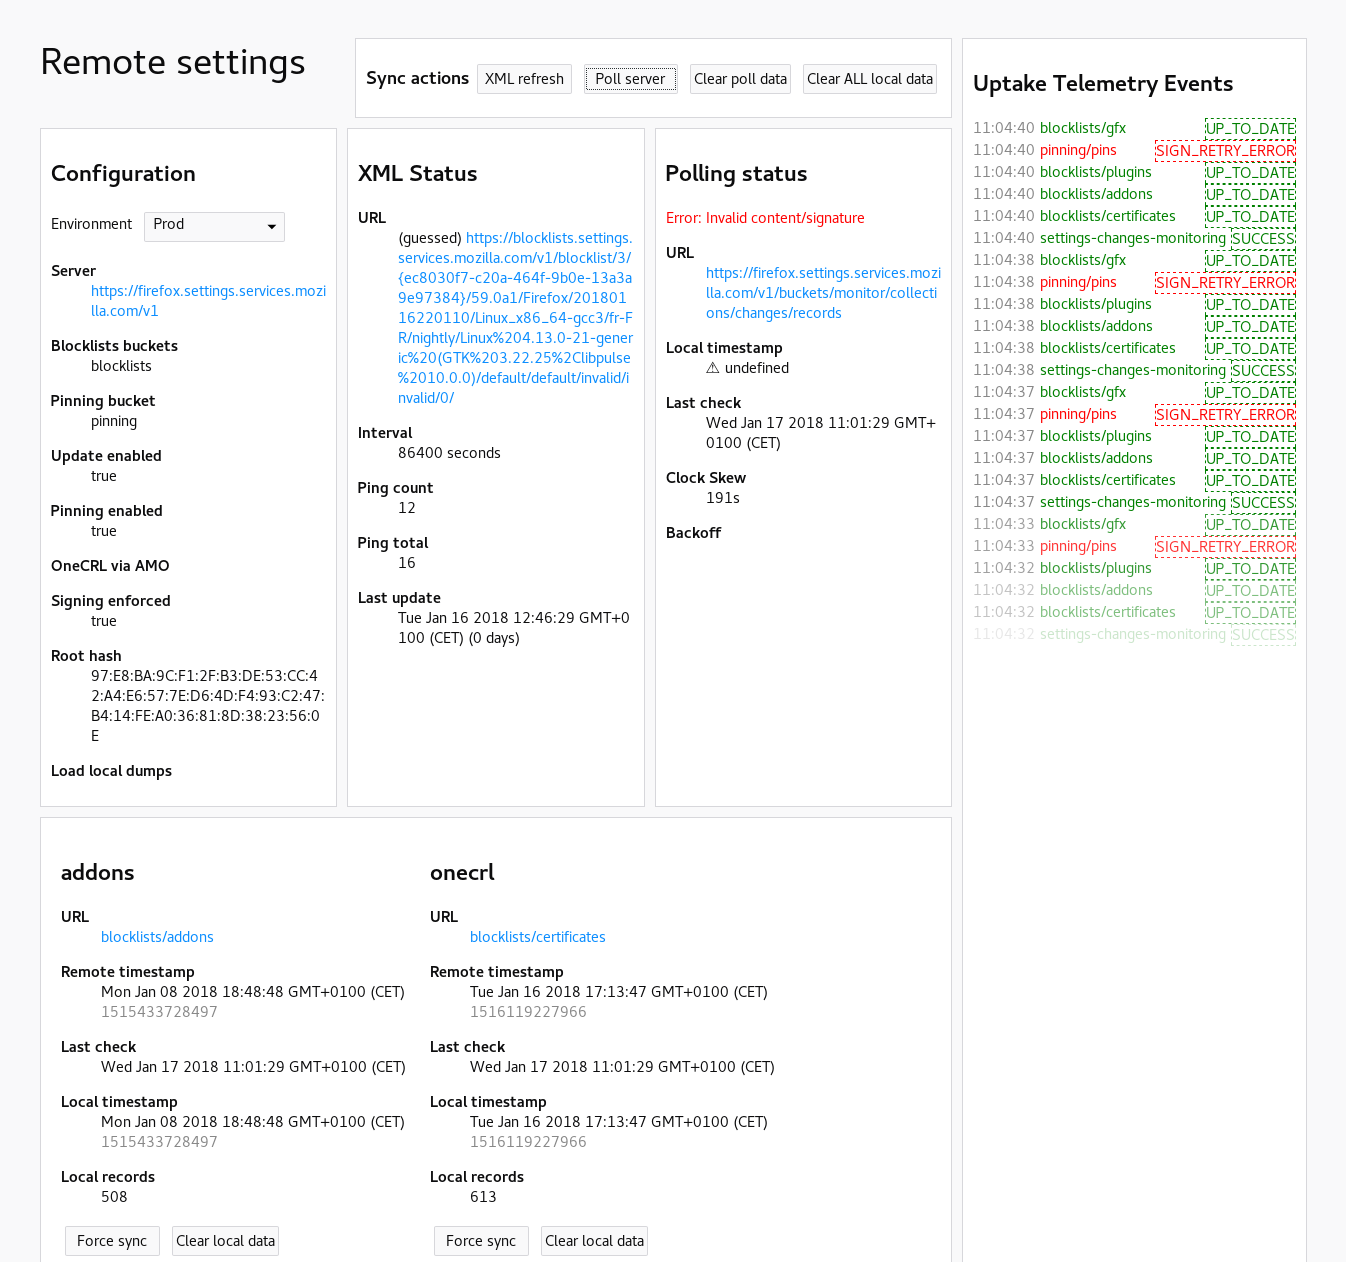 Remote settings
Sync actions XML refresh Poll server Clear poll data Clear ALL local data
Configuration
Environment Prod
Server
https://firefox.settings.services.mozi
lla.com/v1
Blocklists buckets
blocklists
Pinning bucket
pinning
Update enabled
true
Pinning enabled
true
OneCRL via AMO
Signing enforced
true
Root hash
97:E8:BA:9C:F1:2F:B3:DE:53:CC:4
2:A4:E6:57:7E:D6:4D:F4:93:C2:47:
B4:14:FE:A0:36:81:8D:38:23:56:0
E
Load local dumps
XML Status
URL
(guessed) https://blocklists.settings.
services.mozilla.com/v1/blocklist/3/
{ec8030f7-c20a-464f-9b0e-13a3a
9e97384}/59.0a1/Firefox/201801
16220110/Linux_x86_64-gcc3/fr-F
R/nightly/Linux%204.13.0-21-gener
ic%20(GTK%203.22.25%2Clibpulse
%2010.0.0)/default/default/invalid/i
nvalid/0/
Interval
86400 seconds
Ping count
12
Ping total
16
Last update
Tue Jan 16 2018 12:46:29 GMT+0
100 (CET) (0 days)
Polling status
Error: Invalid content/signature
URL
https://firefox.settings.services.mozi
lla.com/v1/buckets/monitor/collecti
ons/changes/records
Local timestamp
⚠ undefined
Last check
Wed Jan 17 2018 11:01:29 GMT+
0100 (CET)
Clock Skew
191s
Backoff
Uptake Telemetry Events
11:04:40 blocklists/gfx UP_TO_DATE
11:04:40 pinning/pins SIGN_RETRY_ERROR
11:04:40 blocklists/plugins UP_TO_DATE
11:04:40 blocklists/addons UP_TO_DATE
11:04:40 blocklists/certificates UP_TO_DATE
11:04:40 settings-changes-monitoring SUCCESS
11:04:38 blocklists/gfx UP_TO_DATE
11:04:38 pinning/pins SIGN_RETRY_ERROR
11:04:38 blocklists/plugins UP_TO_DATE
11:04:38 blocklists/addons UP_TO_DATE
11:04:38 blocklists/certificates UP_TO_DATE
11:04:38 settings-changes-monitoring SUCCESS
11:04:37 blocklists/gfx UP_TO_DATE
11:04:37 pinning/pins SIGN_RETRY_ERROR
11:04:37 blocklists/plugins UP_TO_DATE
11:04:37 blocklists/addons UP_TO_DATE
11:04:37 blocklists/certificates UP_TO_DATE
11:04:37 settings-changes-monitoring SUCCESS
11:04:33 blocklists/gfx UP_TO_DATE
11:04:33 pinning/pins SIGN_RETRY_ERROR
11:04:32 blocklists/plugins UP_TO_DATE
11:04:32 blocklists/addons UP_TO_DATE
11:04:32 blocklists/certificates UP_TO_DATE
11:04:32 settings-changes-monitoring SUCCESS
addons
URL
blocklists/addons
Remote timestamp
Mon Jan 08 2018 18:48:48 GMT+0100 (CET)
1515433728497
Last check
Wed Jan 17 2018 11:01:29 GMT+0100 (CET)
Local timestamp
Mon Jan 08 2018 18:48:48 GMT+0100 (CET)
1515433728497
Local records
508
Force sync Clear local data
onecrl
URL
blocklists/certificates
Remote timestamp
Tue Jan 16 2018 17:13:47 GMT+0100 (CET)
1516119227966
Last check
Wed Jan 17 2018 11:01:29 GMT+0100 (CET)
Local timestamp
Tue Jan 16 2018 17:13:47 GMT+0100 (CET)
1516119227966
Local records
613
Force sync Clear local data